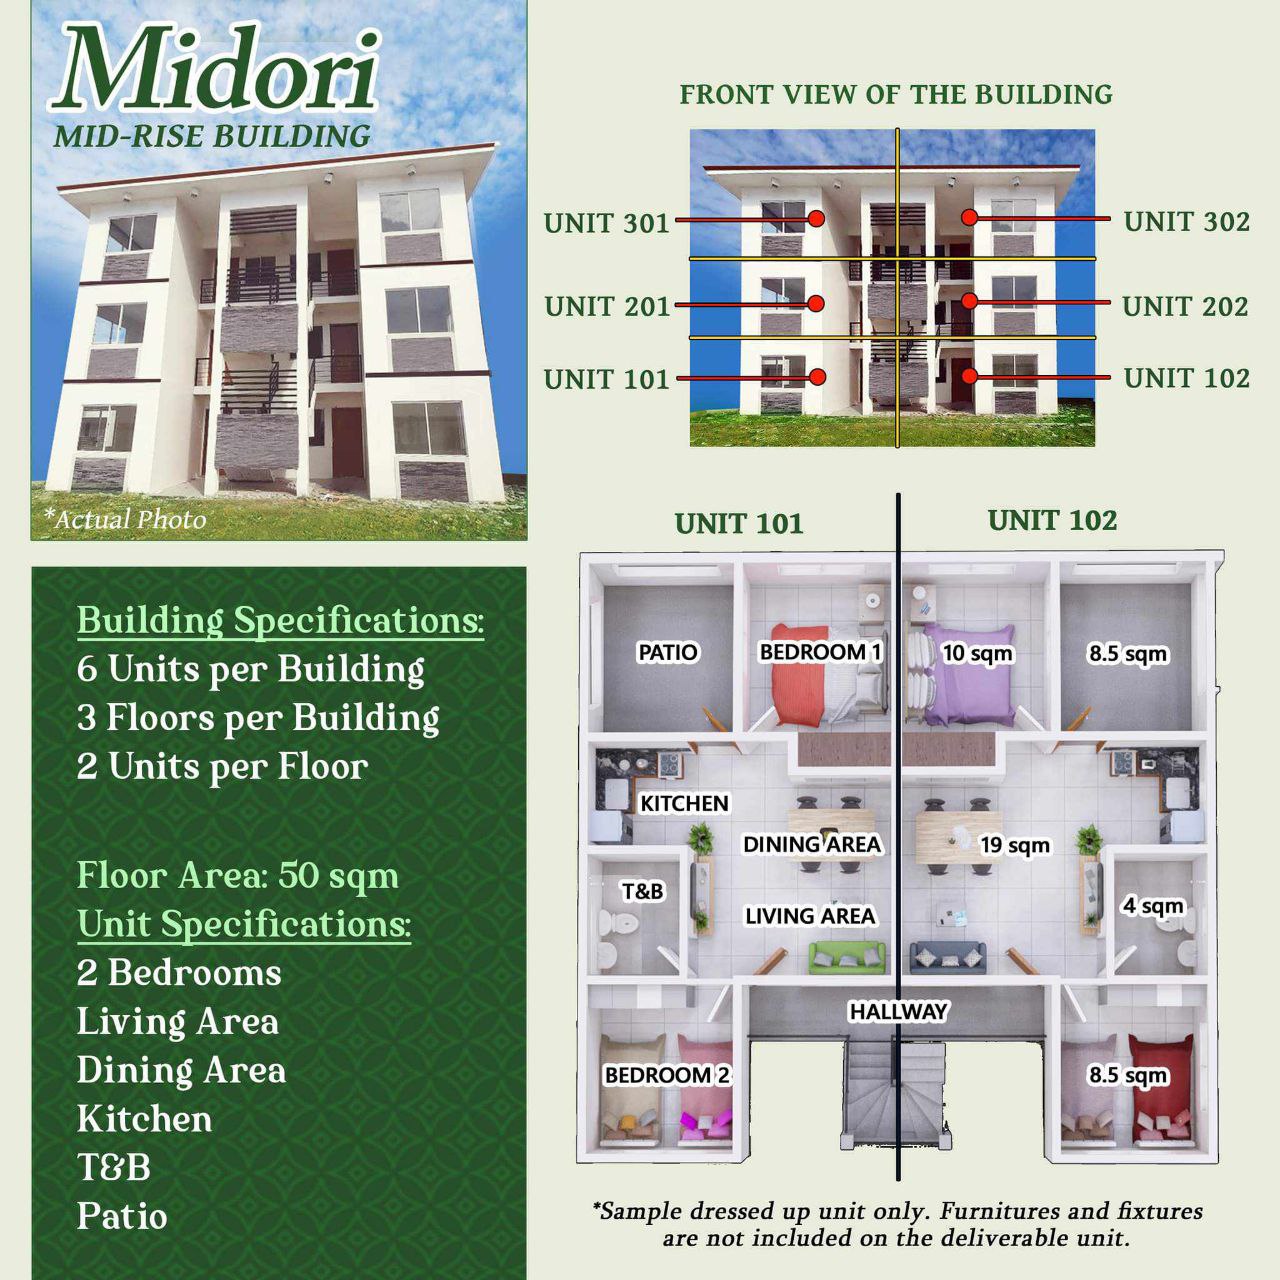 Midori
MID-RISE BUILDING
*Actual Photo
FRONT VIEW OF THE BUILDING
UNIT 301
UNIT 302
UNIT 201
UNIT 202
UNIT 101
UNIT 102
Building Specifications:
6 Units per Building
3 Floors per Building
2 Units per Floor
Floor Area: 50 sqm
Unit Specifications:
2 Bedrooms
Living Area
Dining Area
Kitchen
T&B
Patio
UNIT 101
UNIT 102
PATIO
BEDROOM 1
10 sqm
8.5 sqm
KITCHEN
DINING AREA
19 sqm
T&B
LIVING AREA
4 sqm
HALLWAY
BEDROOM 2
8.5 sqm
*Sample dressed up unit only. Furnitures and fixtures
are not included on the deliverable unit.